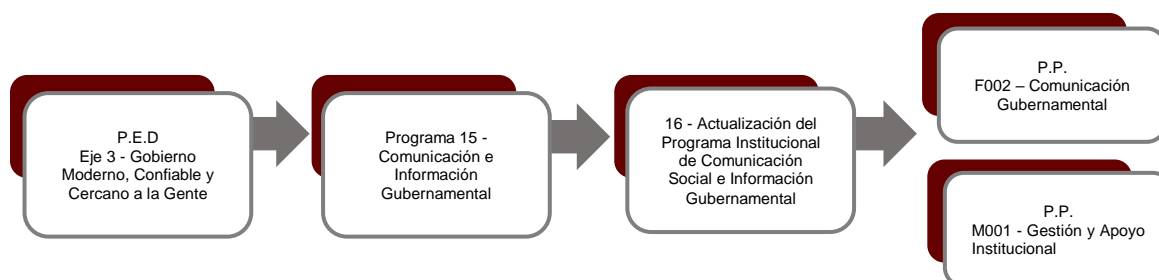 P.E.D
Eje 3 - Gobierno
Moderno, Confiable y
Cercano a la Gente
Programa 15 -
Comunicación e
Información
Gubernamental
16 - Actualización del
Programa Institucional
de Comunicación
Social e Información
Gubernamental
P.P.
F002 – Comunicación
Gubernamental
P.P.
M001 - Gestión y Apoyo
Institucional